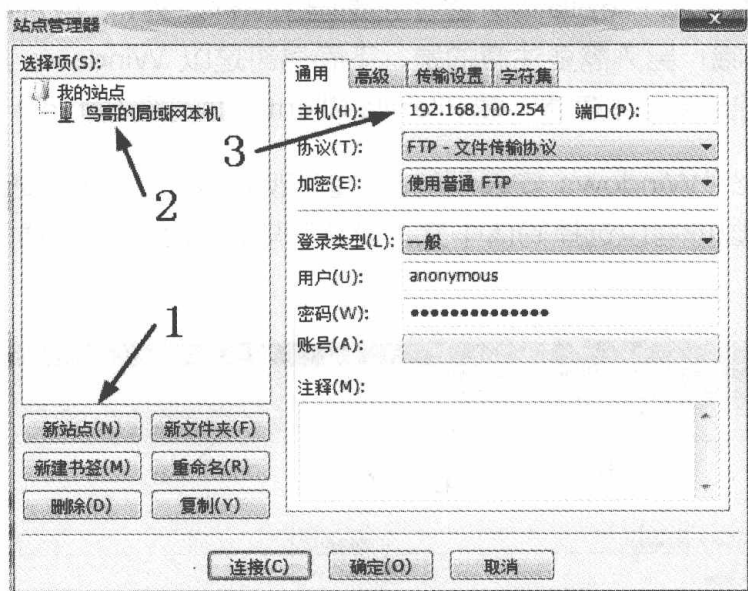 站点管理器
选择项(S):
我的站点
鸟哥的局域网本机
2
1
新站点(N) 新文件夹(F)
新建书签(M) 重命名(R)
删除(D) 复制(Y)
通用 高级 传输设置 字符集
3
主机(H): 192.168.100.254 端口(P):
协议(T): FTP - 文件传输协议
加密(E): 使用普通 FTP
登录类型(L): 一般
用户(U): anonymous
密码(W): ●●●●●●●●●●●●●●
账号(A):
注释(M):
连接(C) 确定(O) 取消